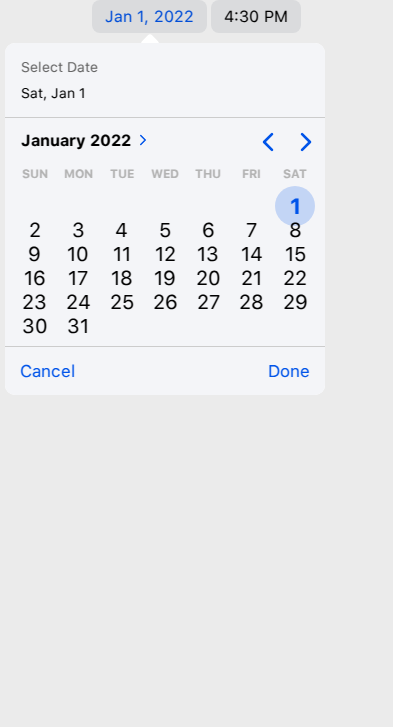 Jan 1, 2022 4:30 PM
Select Date
Sat, Jan 1
January 2022
SUN MON TUE WED THU FRI SAT
1
2 3 4 5 6 7 8
9 10 11 12 13 14 15
16 17 18 19 20 21 22
23 24 25 26 27 28 29
30 31
Cancel Done